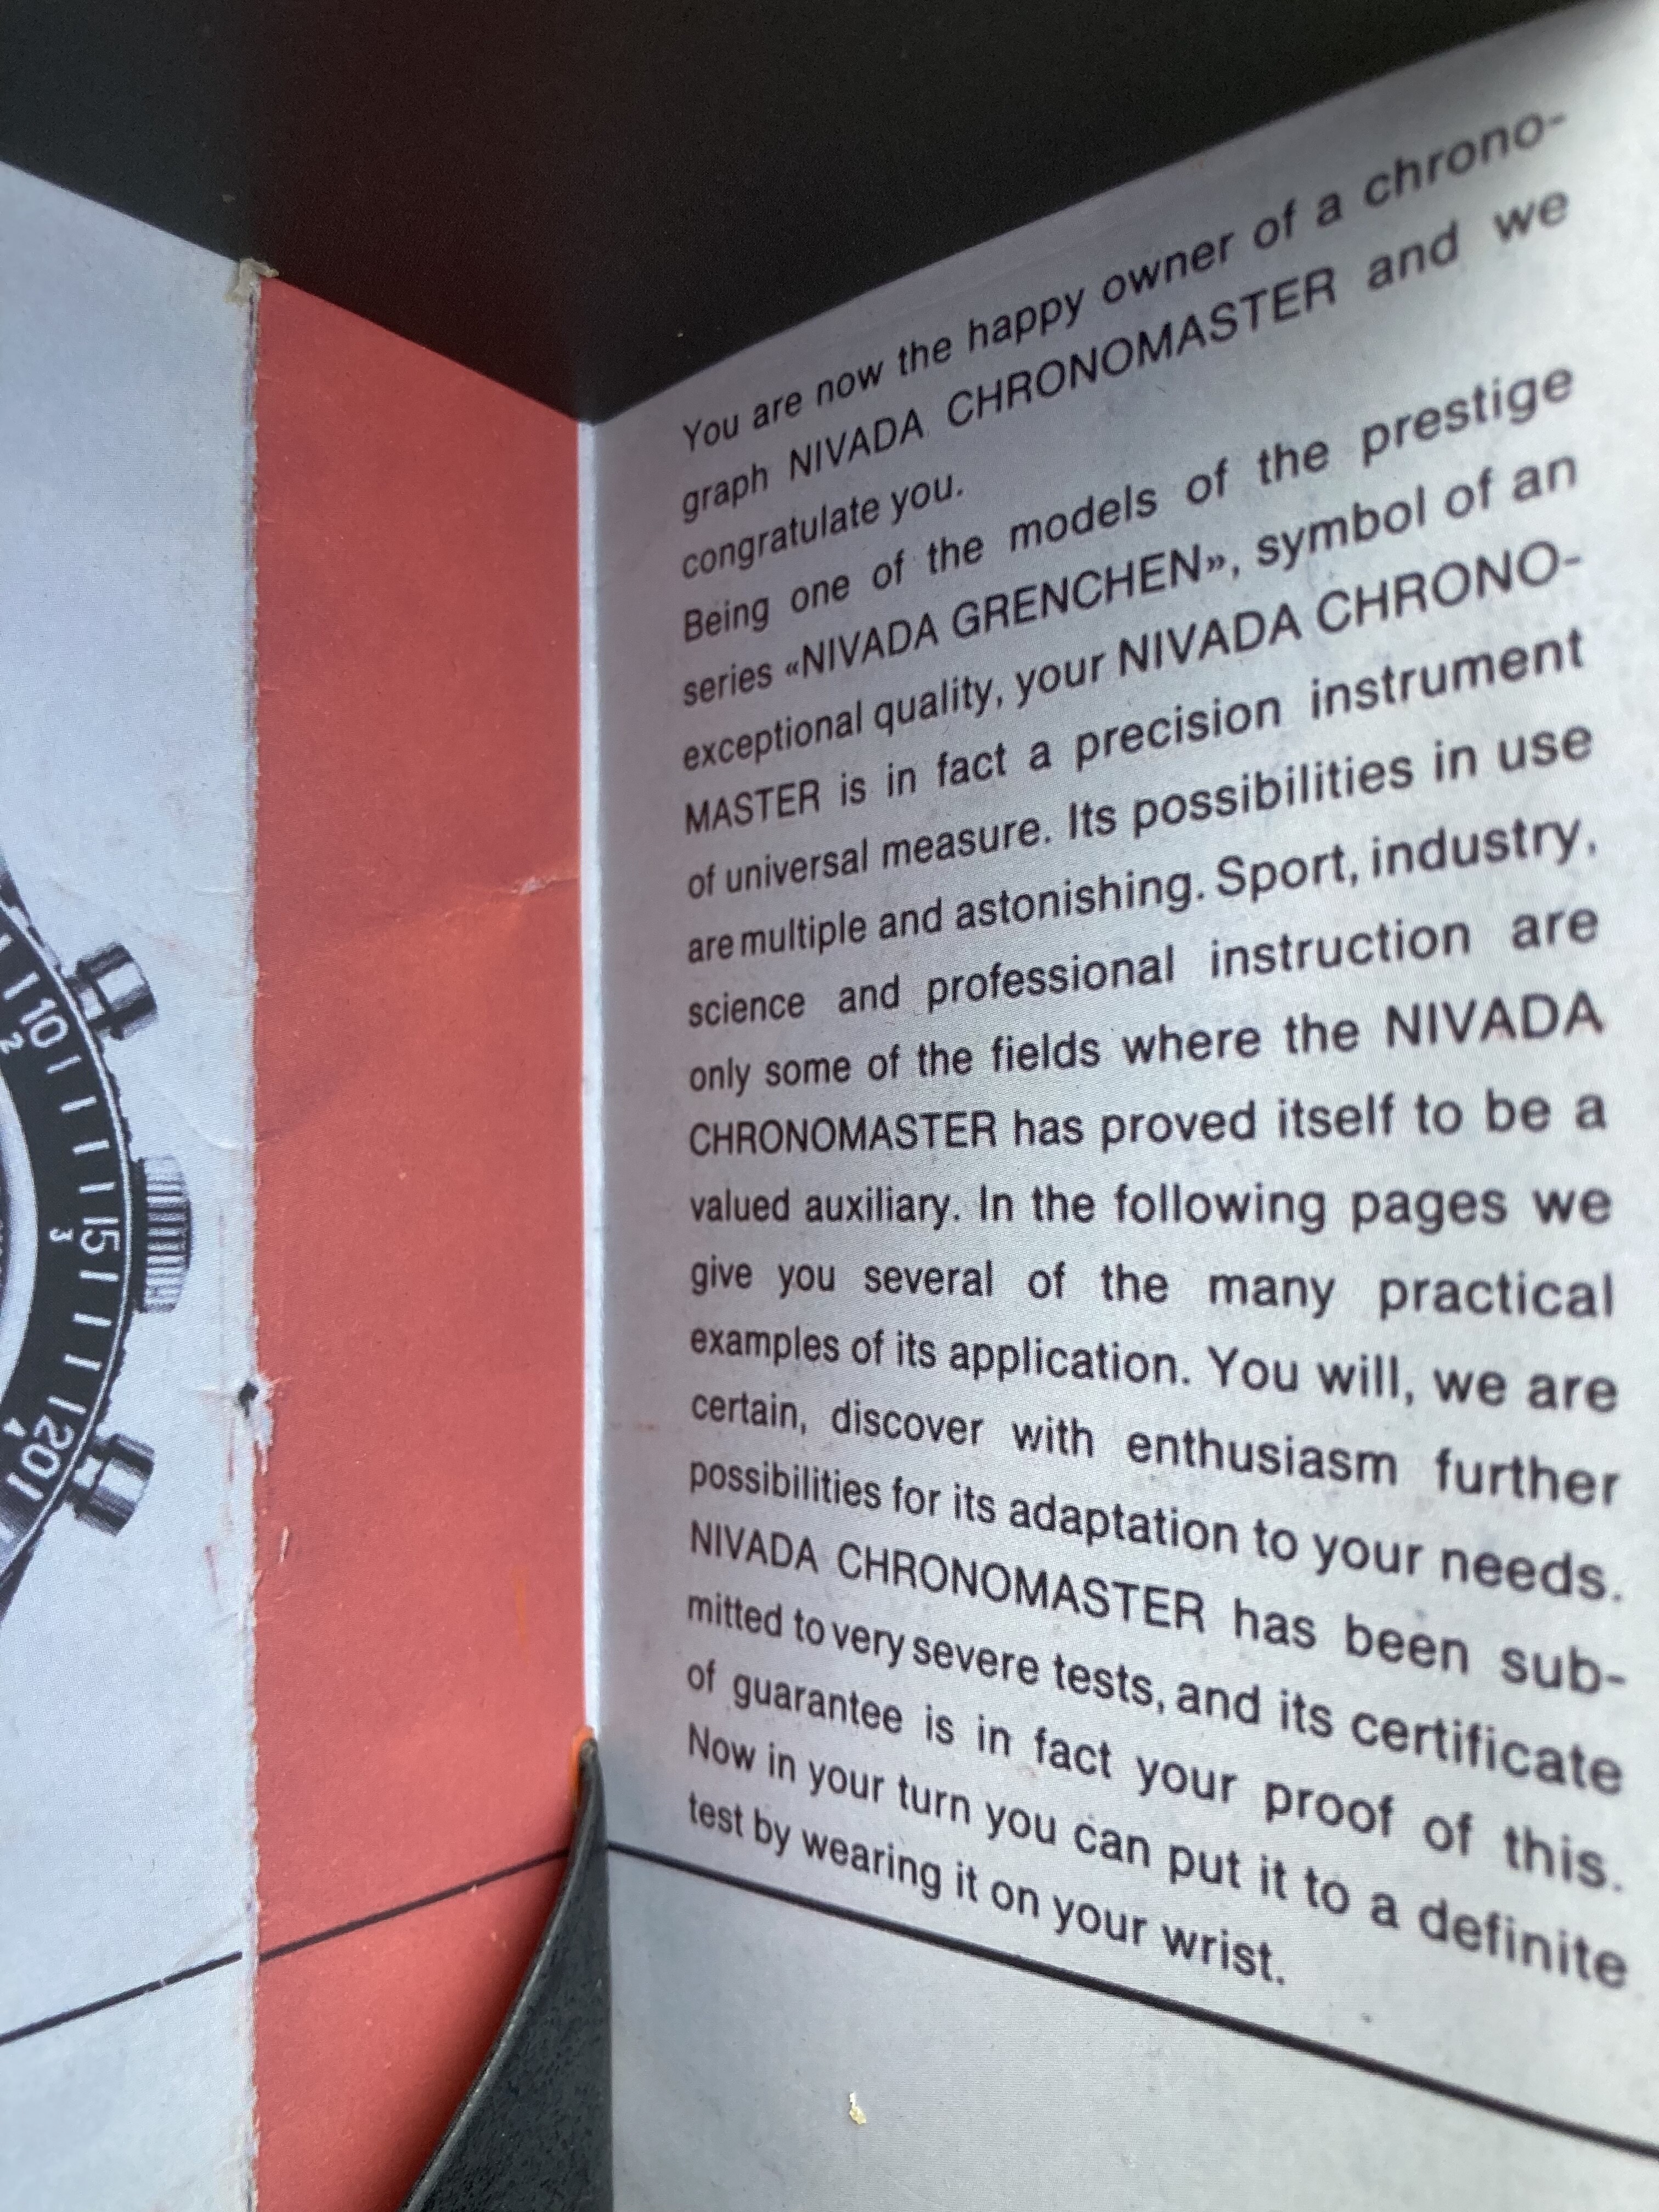 You are now the happy owner of a chrono-
graph NIVADA CHRONOMASTER and we
congratulate you.
Being one of the models of the prestige
series «NIVADA GRENCHEN», symbol of an
exceptional quality, your NIVADA CHRONO-
MASTER is in fact a precision instrument
of universal measure. Its possibilities in use
are multiple and astonishing. Sport, industry,
science and professional instruction are
only some of the fields where the NIVADA
CHRONOMASTER has proved itself to be a
valued auxiliary. In the following pages we
give you several of the many practical
examples of its application. You will, we are
certain, discover with enthusiasm further
possibilities for its adaptation to your needs.
NIVADA CHRONOMASTER has been sub-
mitted to very severe tests, and its certificate
of guarantee is in fact your proof of this.
Now in your turn you can put it to a definite
test by wearing it on your wrist.
10
2
15
3
20